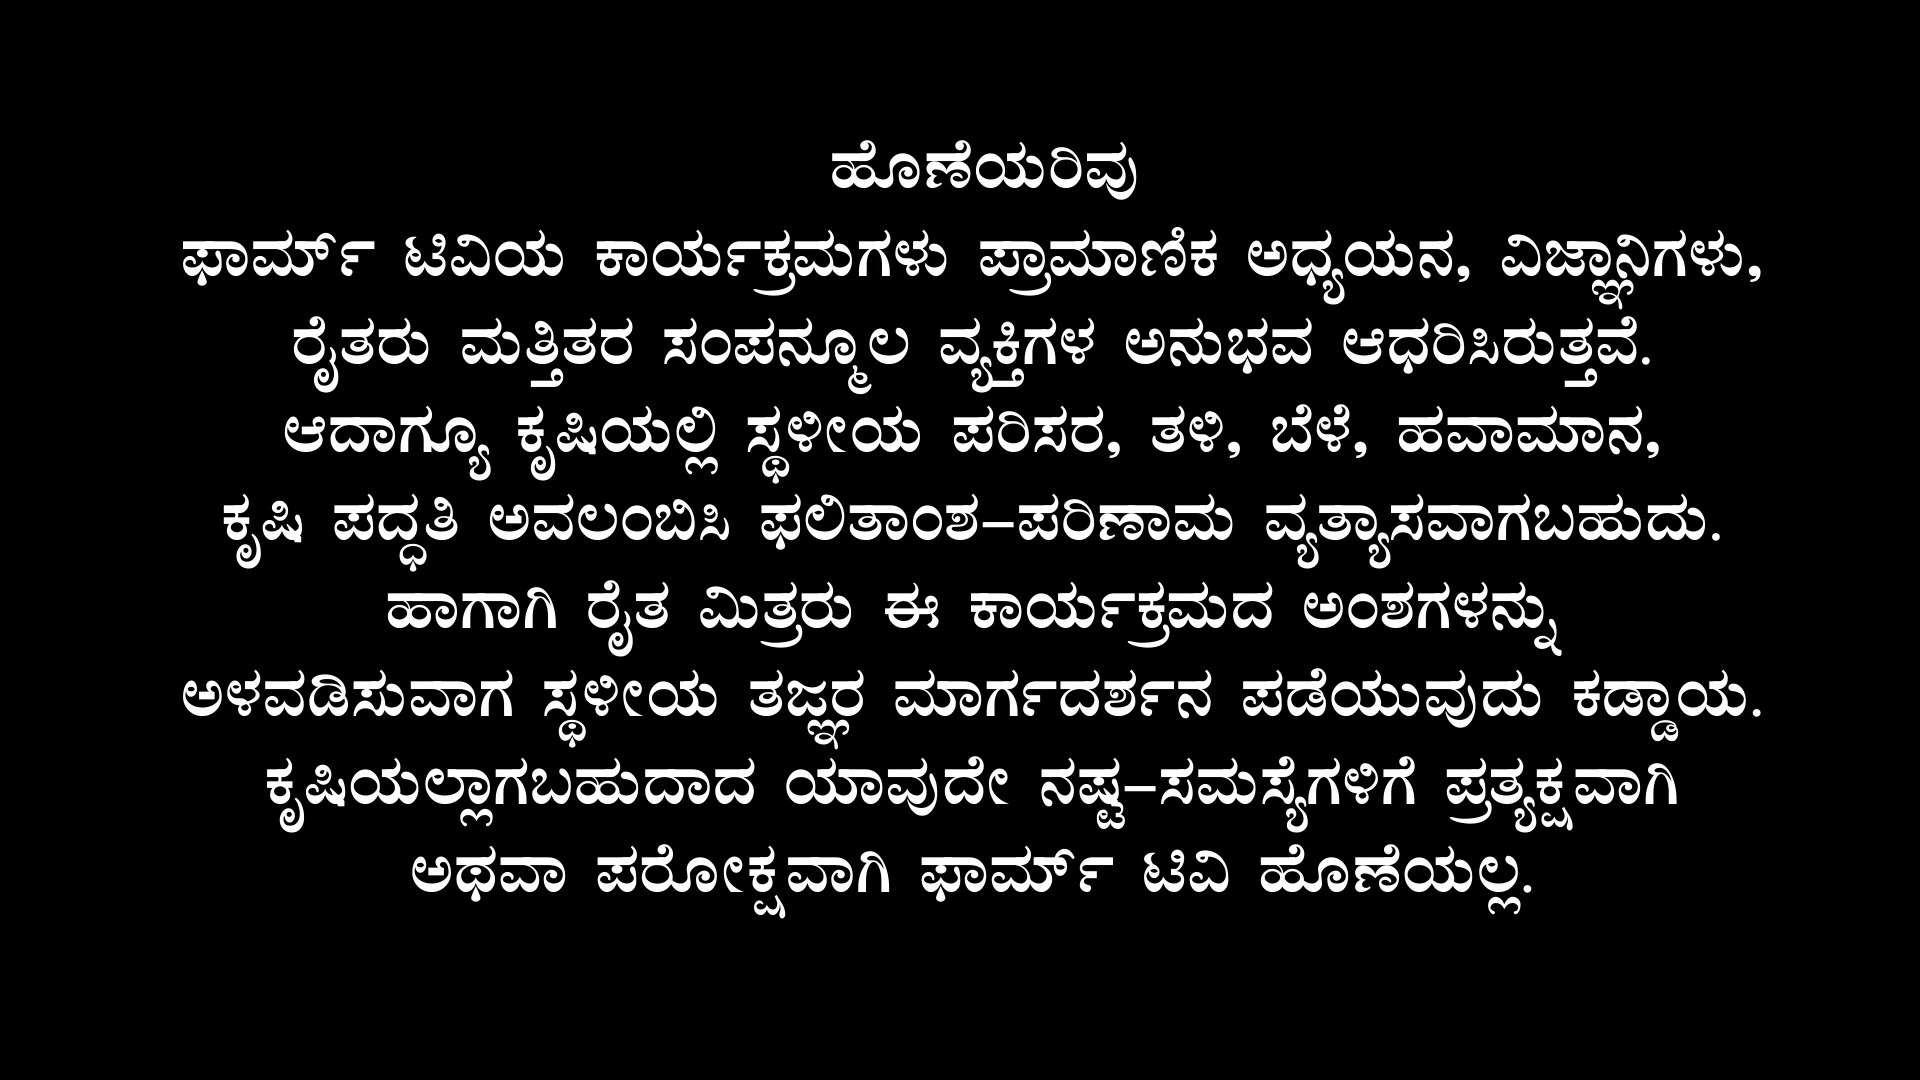 ಹೊಣೆಯರಿವು
ಫಾರ್ಮ್ ಟಿವಿಯ ಕಾರ್ಯಕ್ರಮಗಳು ಪ್ರಾಮಾಣಿಕ ಅಧ್ಯಯನ, ವಿಜ್ಞಾನಿಗಳು,
ರೈತರು ಮತ್ತಿತರ ಸಂಪನ್ಮೂಲ ವ್ಯಕ್ತಿಗಳ ಅನುಭವ ಆಧರಿಸಿರುತ್ತವೆ.
ಆದಾಗ್ಯೂ ಕೃಷಿಯಲ್ಲಿ ಸ್ಥಳೀಯ ಪರಿಸರ, ತಳಿ, ಬೆಳೆ, ಹವಾಮಾನ,
ಕೃಷಿ ಪದ್ಧತಿ ಅವಲಂಬಿಸಿ ಫಲಿತಾಂಶ–ಪರಿಣಾಮ ವ್ಯತ್ಯಾಸವಾಗಬಹುದು.
ಹಾಗಾಗಿ ರೈತ ಮಿತ್ರರು ಈ ಕಾರ್ಯಕ್ರಮದ ಅಂಶಗಳನ್ನು
ಅಳವಡಿಸುವಾಗ ಸ್ಥಳೀಯ ತಜ್ಞರ ಮಾರ್ಗದರ್ಶನ ಪಡೆಯುವುದು ಕಡ್ಡಾಯ.
ಕೃಷಿಯಲ್ಲಾಗಬಹುದಾದ ಯಾವುದೇ ನಷ್ಟ–ಸಮಸ್ಯೆಗಳಿಗೆ ಪ್ರತ್ಯಕ್ಷವಾಗಿ
ಅಥವಾ ಪರೋಕ್ಷವಾಗಿ ಫಾರ್ಮ್ ಟಿವಿ ಹೊಣೆಯಲ್ಲ.